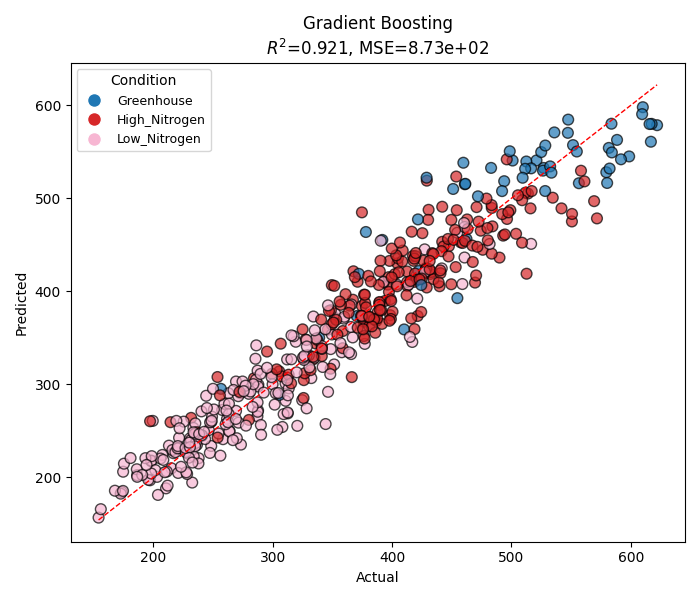 Gradient Boosting
R²=0.921, MSE=8.73e+02
Condition
Greenhouse
High_Nitrogen
Low_Nitrogen
600
500
400
300
200
Predicted
200 300 400 500 600
Actual